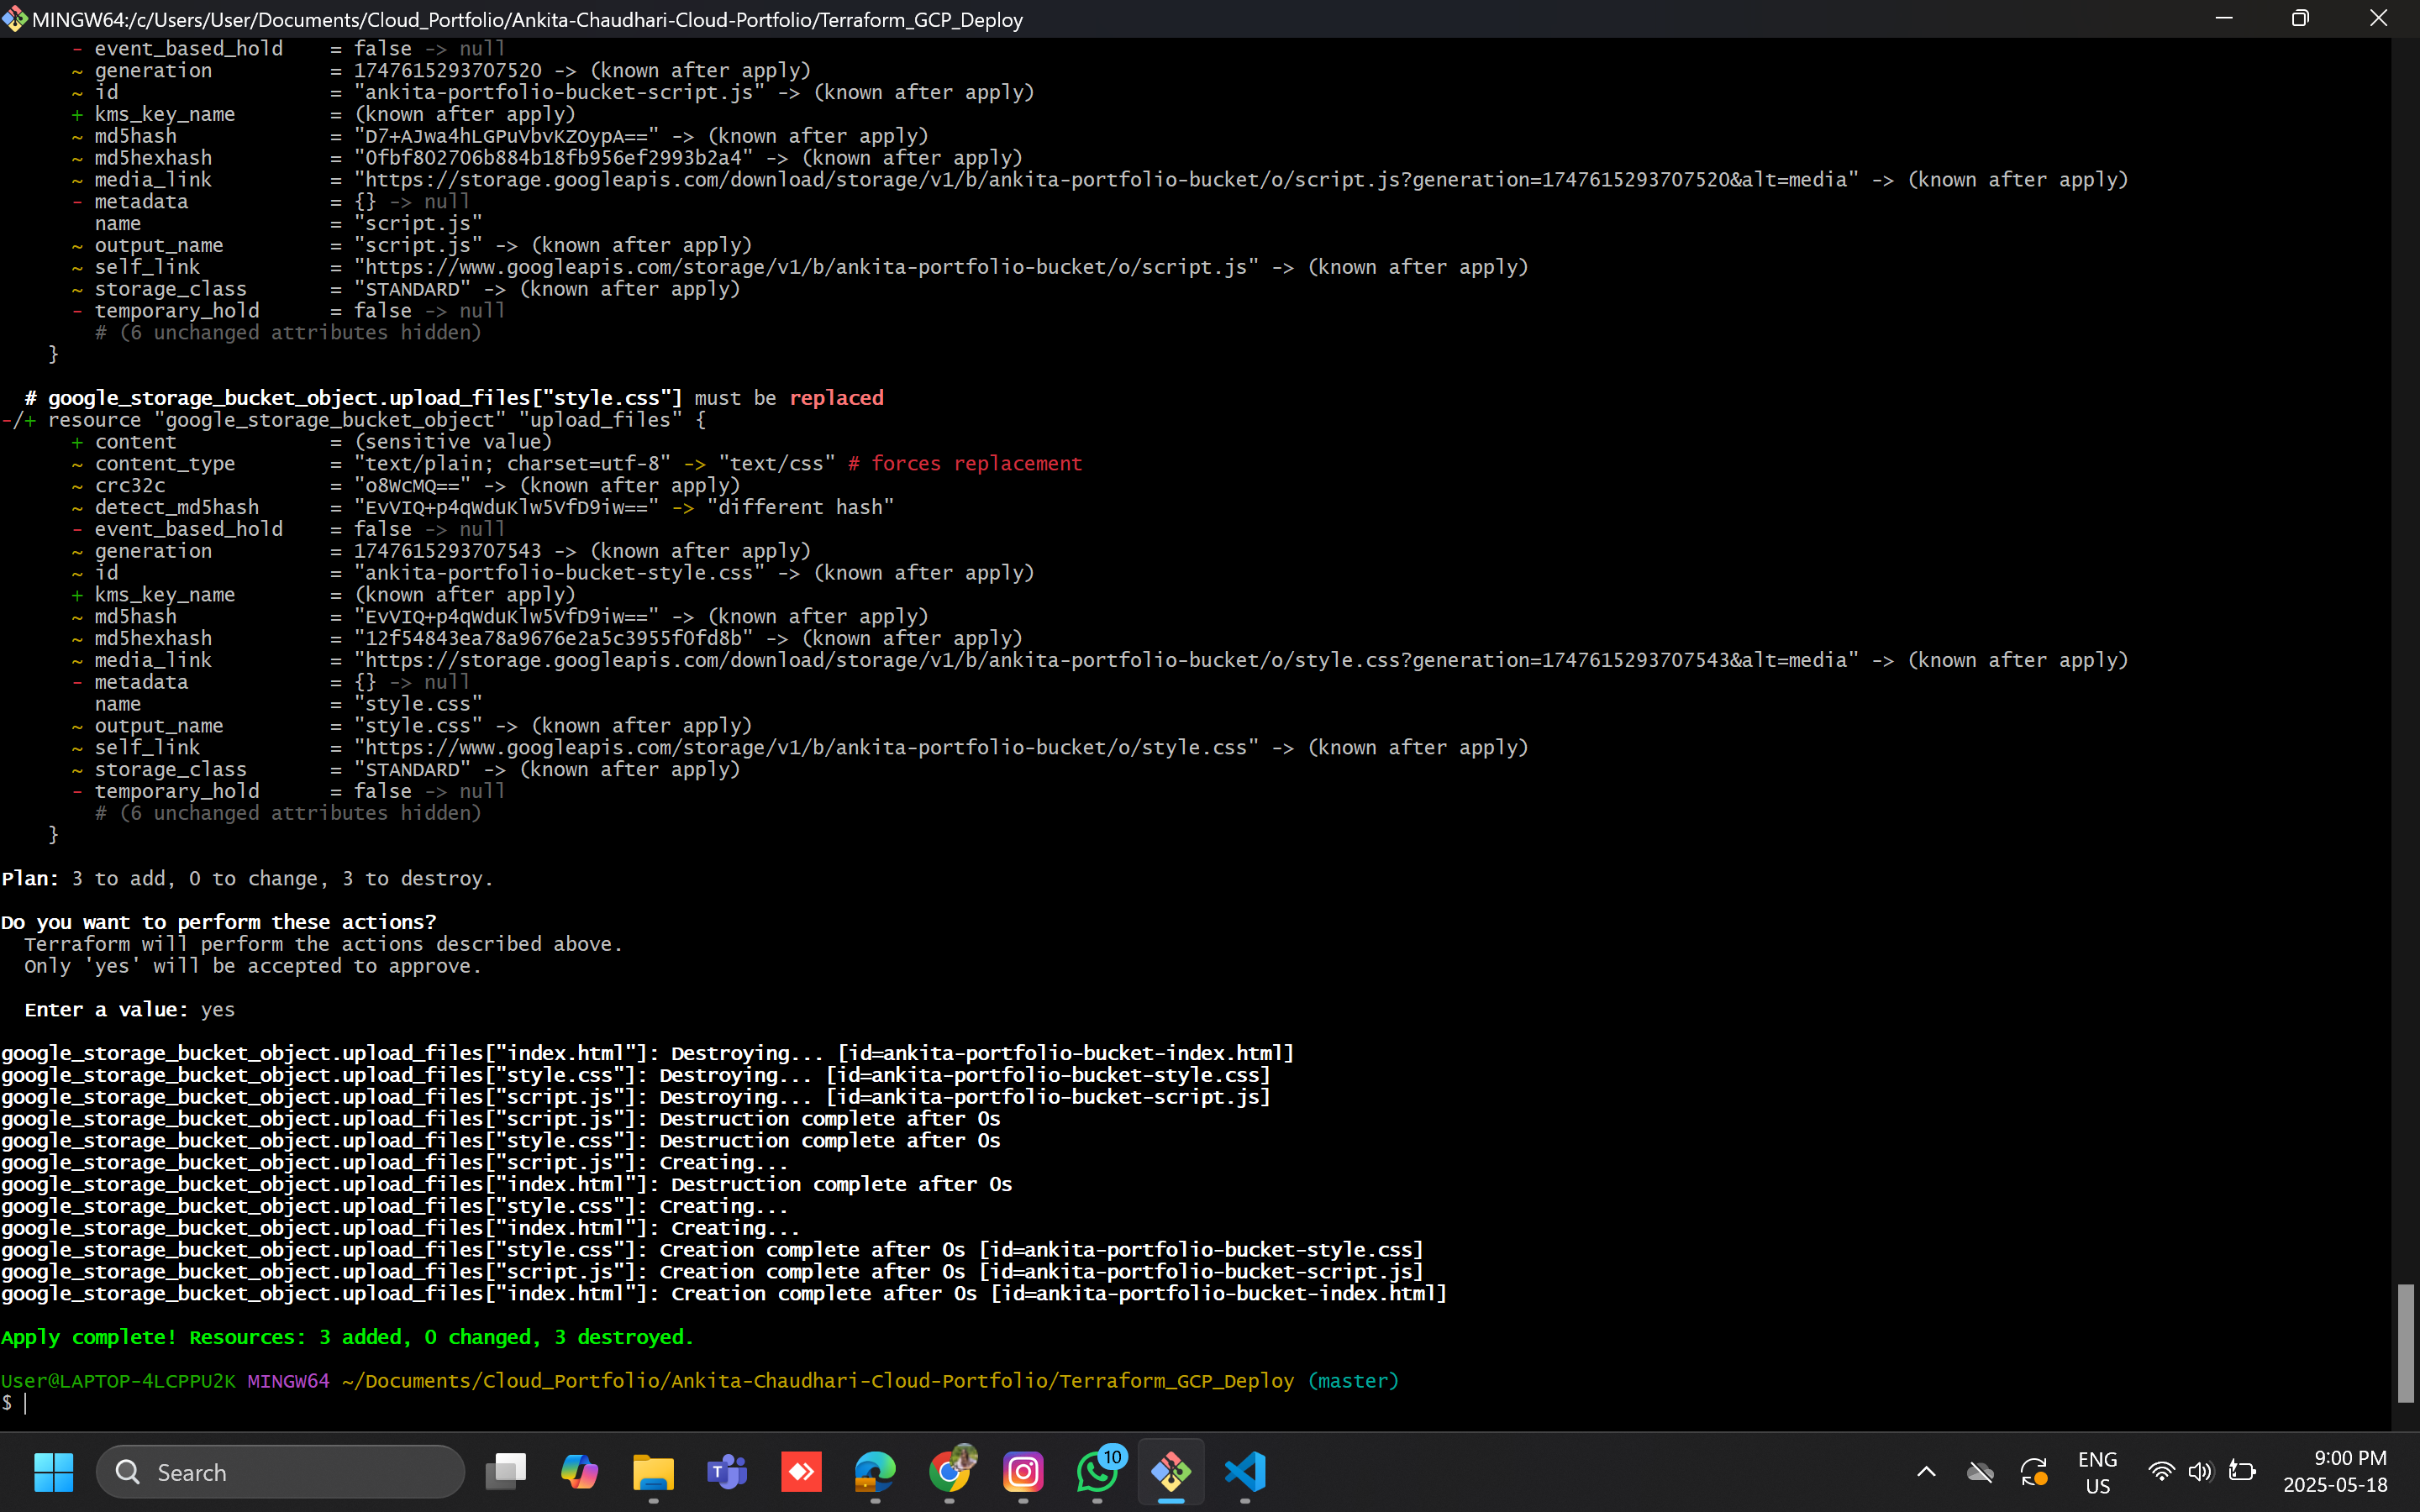 MINGW64:/c/Users/User/Documents/Cloud_Portfolio/Ankita-Chaudhari-Cloud-Portfolio/Terraform_GCP_Deploy
- event_based_hold = false -> null
~ generation = 1747615293707520 -> (known after apply)
~ id = "ankita-portfolio-bucket-script.js" -> (known after apply)
+ kms_key_name = (known after apply)
~ md5hash = "D7+AJwa4hLGPuVbvKZOypA==" -> (known after apply)
~ md5hexhash = "0fbf802706b884b18fb956ef2993b2a4" -> (known after apply)
~ media_link = "https://storage.googleapis.com/download/storage/v1/b/ankita-portfolio-bucket/o/script.js?generation=1747615293707520&alt=media" -> (known after apply)
- metadata = {} -> null
name = "script.js"
~ output_name = "script.js" -> (known after apply)
~ self_link = "https://www.googleapis.com/storage/v1/b/ankita-portfolio-bucket/o/script.js" -> (known after apply)
~ storage_class = "STANDARD" -> (known after apply)
- temporary_hold = false -> null
# (6 unchanged attributes hidden)
}
# google_storage_bucket_object.upload_files["style.css"] must be replaced
-/+ resource "google_storage_bucket_object" "upload_files" {
+ content = (sensitive value)
~ content_type = "text/plain; charset=utf-8" -> "text/css" # forces replacement
~ crc32c = "o8WcMQ==" -> (known after apply)
~ detect_md5hash = "EvVIQ+p4qWduKlw5VfD9iw==" -> "different hash"
- event_based_hold = false -> null
~ generation = 1747615293707543 -> (known after apply)
~ id = "ankita-portfolio-bucket-style.css" -> (known after apply)
+ kms_key_name = (known after apply)
~ md5hash = "EvVIQ+p4qWduKlw5VfD9iw==" -> (known after apply)
~ md5hexhash = "12f54843ea78a9676e2a5c3955f0fd8b" -> (known after apply)
~ media_link = "https://storage.googleapis.com/download/storage/v1/b/ankita-portfolio-bucket/o/style.css?generation=1747615293707543&alt=media" -> (known after apply)
- metadata = {} -> null
name = "style.css"
~ output_name = "style.css" -> (known after apply)
~ self_link = "https://www.googleapis.com/storage/v1/b/ankita-portfolio-bucket/o/style.css" -> (known after apply)
~ storage_class = "STANDARD" -> (known after apply)
- temporary_hold = false -> null
# (6 unchanged attributes hidden)
}
Plan: 3 to add, 0 to change, 3 to destroy.
Do you want to perform these actions?
Terraform will perform the actions described above.
Only 'yes' will be accepted to approve.
Enter a value: yes
google_storage_bucket_object.upload_files["index.html"]: Destroying... [id=ankita-portfolio-bucket-index.html]
google_storage_bucket_object.upload_files["style.css"]: Destroying... [id=ankita-portfolio-bucket-style.css]
google_storage_bucket_object.upload_files["script.js"]: Destroying... [id=ankita-portfolio-bucket-script.js]
google_storage_bucket_object.upload_files["script.js"]: Destruction complete after 0s
google_storage_bucket_object.upload_files["style.css"]: Destruction complete after 0s
google_storage_bucket_object.upload_files["script.js"]: Creating...
google_storage_bucket_object.upload_files["index.html"]: Destruction complete after 0s
google_storage_bucket_object.upload_files["style.css"]: Creating...
google_storage_bucket_object.upload_files["index.html"]: Creating...
google_storage_bucket_object.upload_files["style.css"]: Creation complete after 0s [id=ankita-portfolio-bucket-style.css]
google_storage_bucket_object.upload_files["script.js"]: Creation complete after 0s [id=ankita-portfolio-bucket-script.js]
google_storage_bucket_object.upload_files["index.html"]: Creation complete after 0s [id=ankita-portfolio-bucket-index.html]
Apply complete! Resources: 3 added, 0 changed, 3 destroyed.
User@LAPTOP-4LCPPU2K MINGW64 ~/Documents/Cloud_Portfolio/Ankita-Chaudhari-Cloud-Portfolio/Terraform_GCP_Deploy (master)
$
Search
10
ENG
US
9:00 PM
2025-05-18